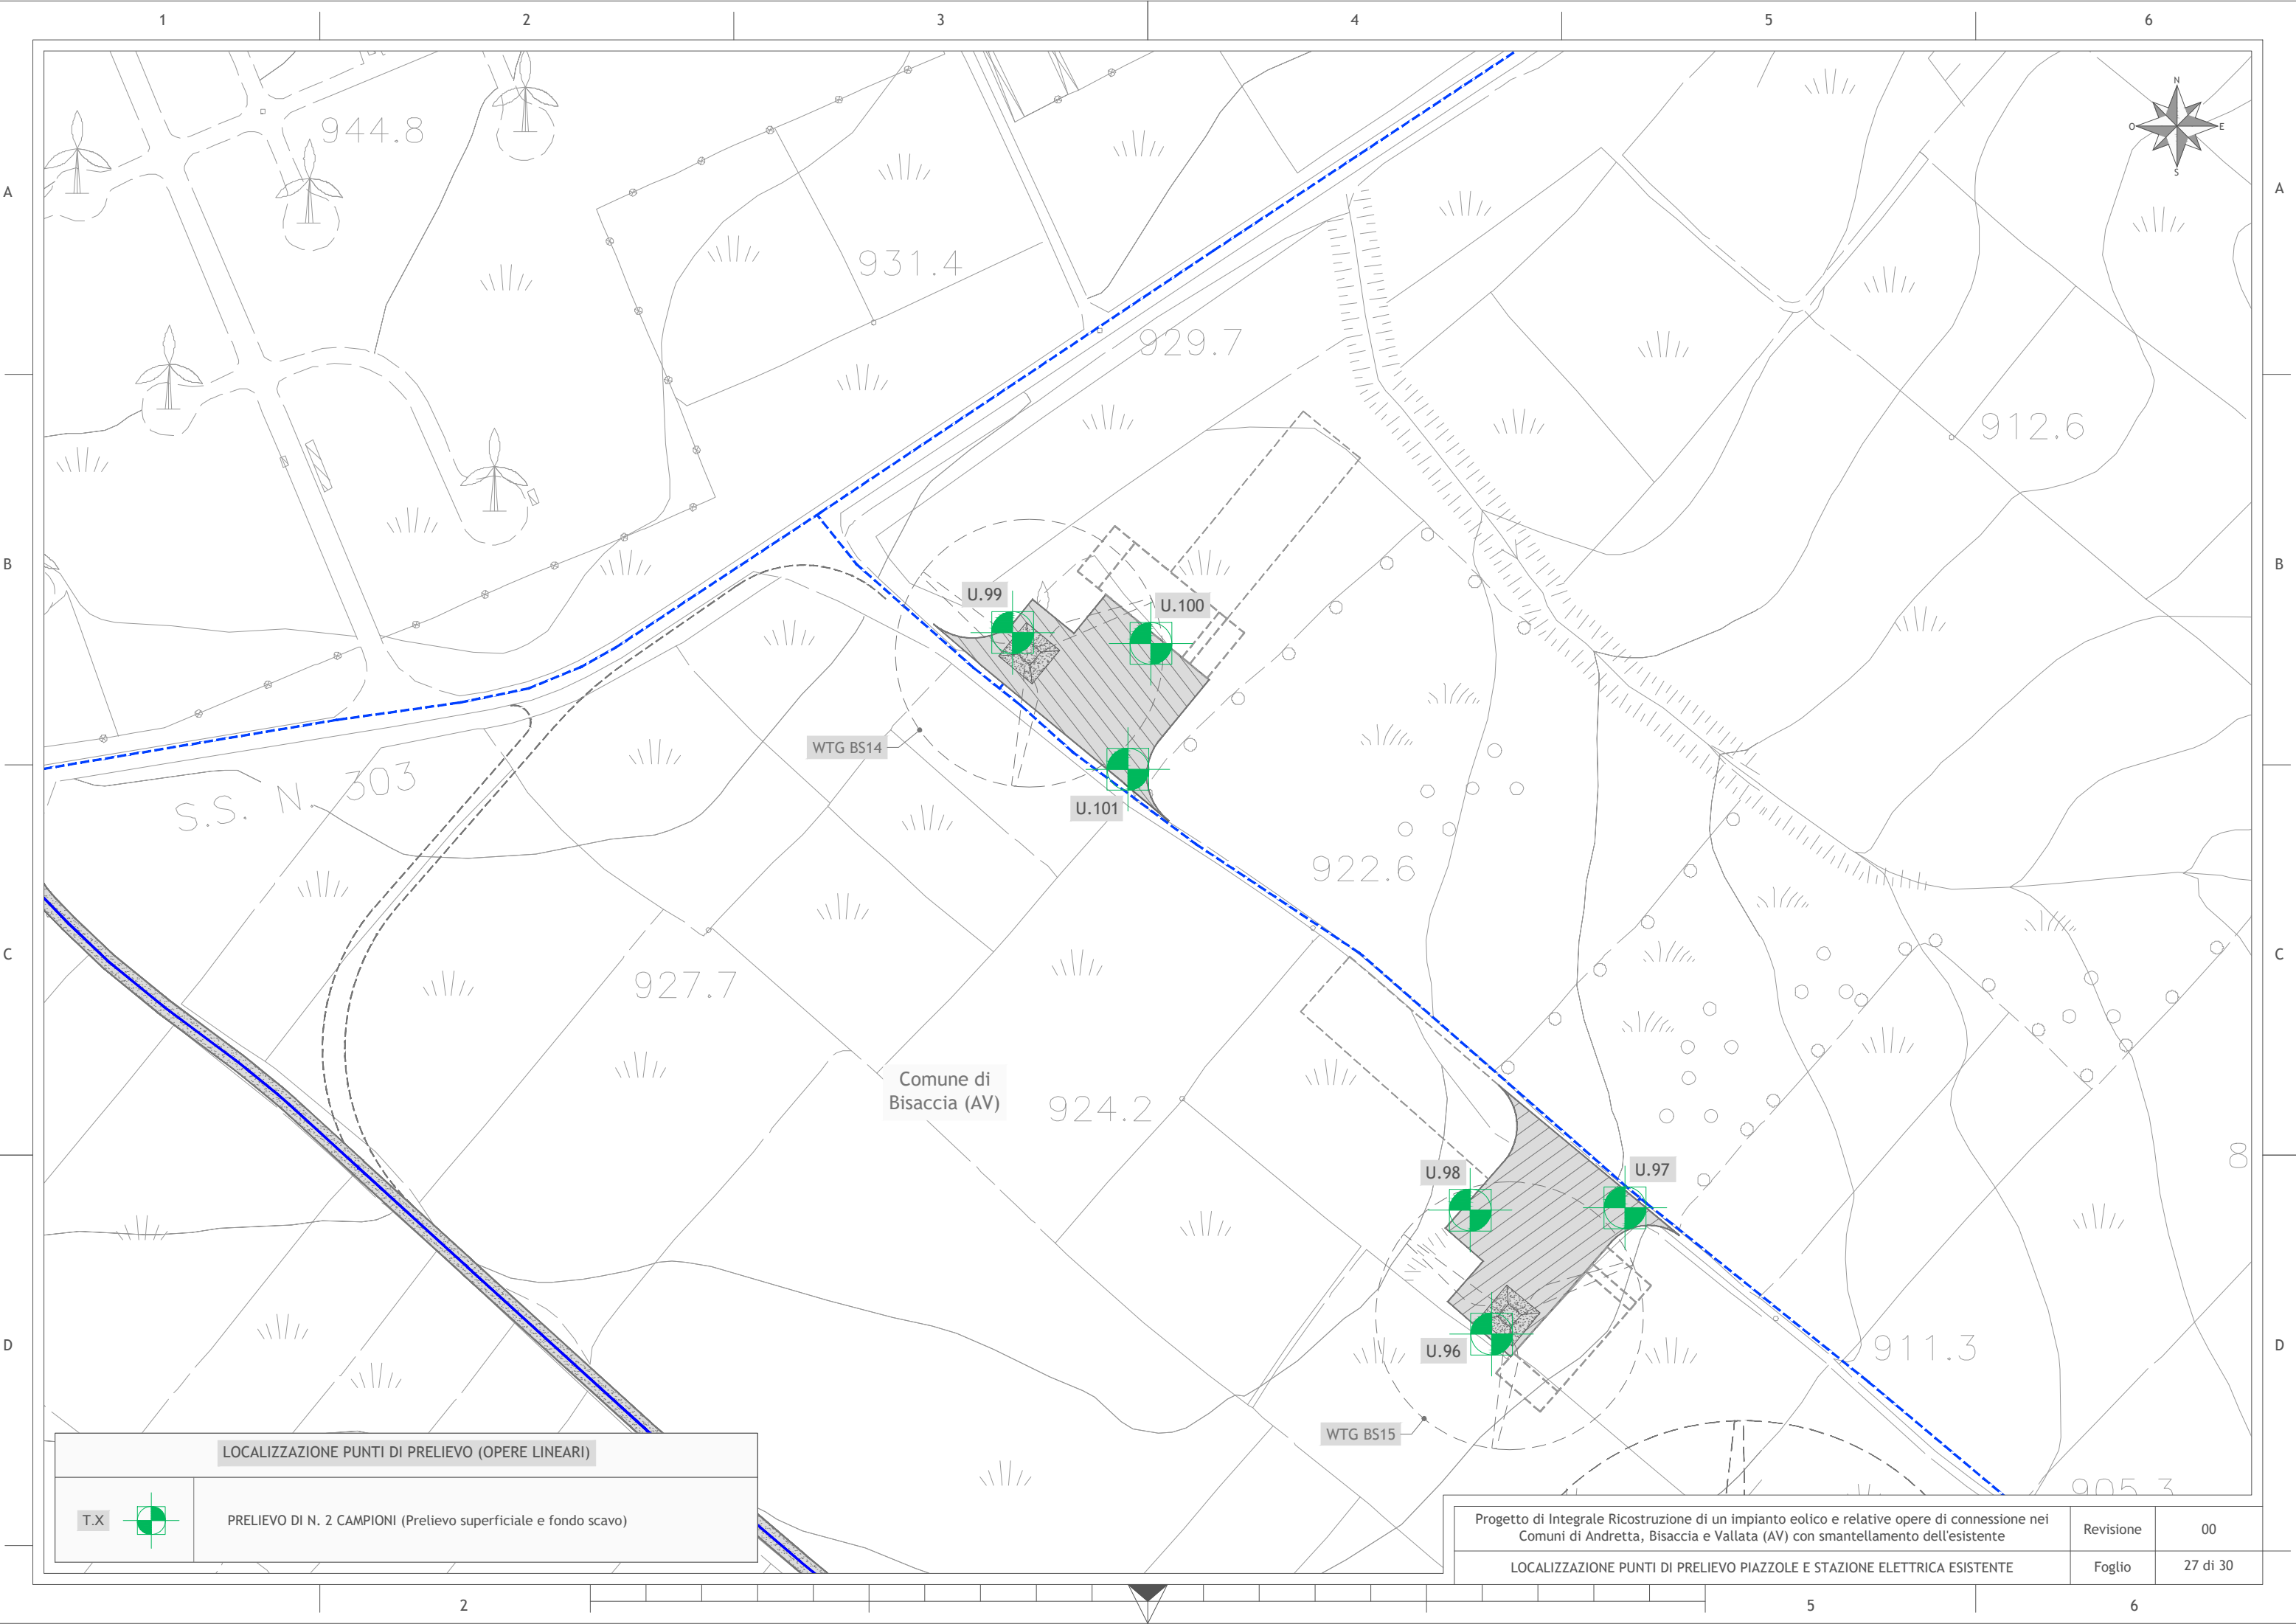 1 2 3 4 5 6
N
O E
S
944.8
A A
931.4
929.7
912.6
B B
U.99
U.100
WTG BS14
S.S. N. 303
U.101
922.6
C C
927.7
Comune di
Bisaccia (AV)
924.2
8
U.98
U.97
D D
911.3
U.96
WTG BS15
905.3
LOCALIZZAZIONE PUNTI DI PRELIEVO (OPERE LINEARI)
T.X
PRELIEVO DI N. 2 CAMPIONI (Prelievo superficiale e fondo scavo)
Progetto di Integrale Ricostruzione di un impianto eolico e relative opere di connessione nei
Comuni di Andretta, Bisaccia e Vallata (AV) con smantellamento dell'esistente
Revisione
00
LOCALIZZAZIONE PUNTI DI PRELIEVO PIAZZOLE E STAZIONE ELETTRICA ESISTENTE
Foglio
27 di 30
2 5 6